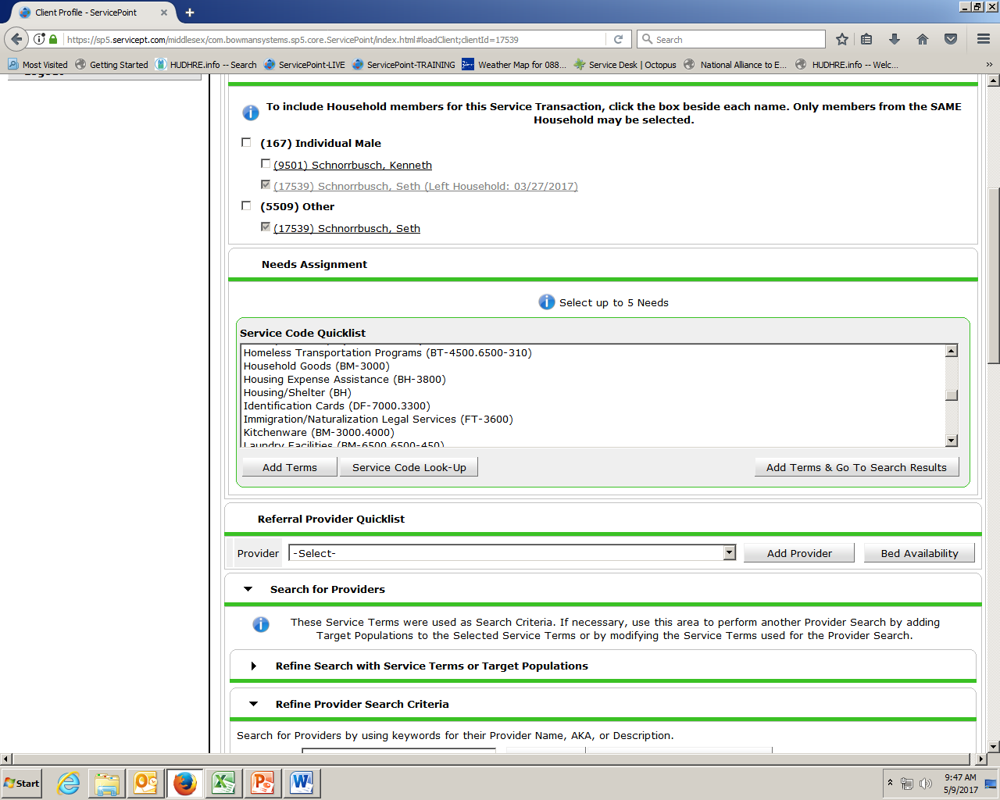 Client Profile - ServicePoint
https://sp5.servicept.com/middlesex/com.bowmansystems.sp5.core.ServicePoint/index.html#loadClient;clientId=17539
Search
Most Visited
Getting Started
HUDHRE.info -- Search
ServicePoint-LIVE
ServicePoint-TRAINING
Weather Map for 088...
Service Desk | Octopus
National Alliance to E...
HUDHRE.info -- Welc...
To include Household members for this Service Transaction, click the box beside each name. Only members from the SAME
Household may be selected.
(167) Individual Male
(9501) Schnorrbusch, Kenneth
(17539) Schnorrbusch, Seth (Left Household: 03/27/2017)
(5509) Other
(17539) Schnorrbusch, Seth
Needs Assignment
Select up to 5 Needs
Service Code Quicklist
Homeless Transportation Programs (BT-4500.6500-310)
Household Goods (BM-3000)
Housing Expense Assistance (BH-3800)
Housing/Shelter (BH)
Identification Cards (DF-7000.3300)
Immigration/Naturalization Legal Services (FT-3600)
Kitchenware (BM-3000.4000)
Laundry Facilities (BM-6500.6500-450)
Add Terms
Service Code Look-Up
Add Terms & Go To Search Results
Referral Provider Quicklist
Provider
-Select-
Add Provider
Bed Availability
Search for Providers
These Service Terms were used as Search Criteria. If necessary, use this area to perform another Provider Search by adding
Target Populations to the Selected Service Terms or by modifying the Service Terms used for the Provider Search.
Refine Search with Service Terms or Target Populations
Refine Provider Search Criteria
Search for Providers by using keywords for their Provider Name, AKA, or Description.
Start
9:47 AM
5/9/2017